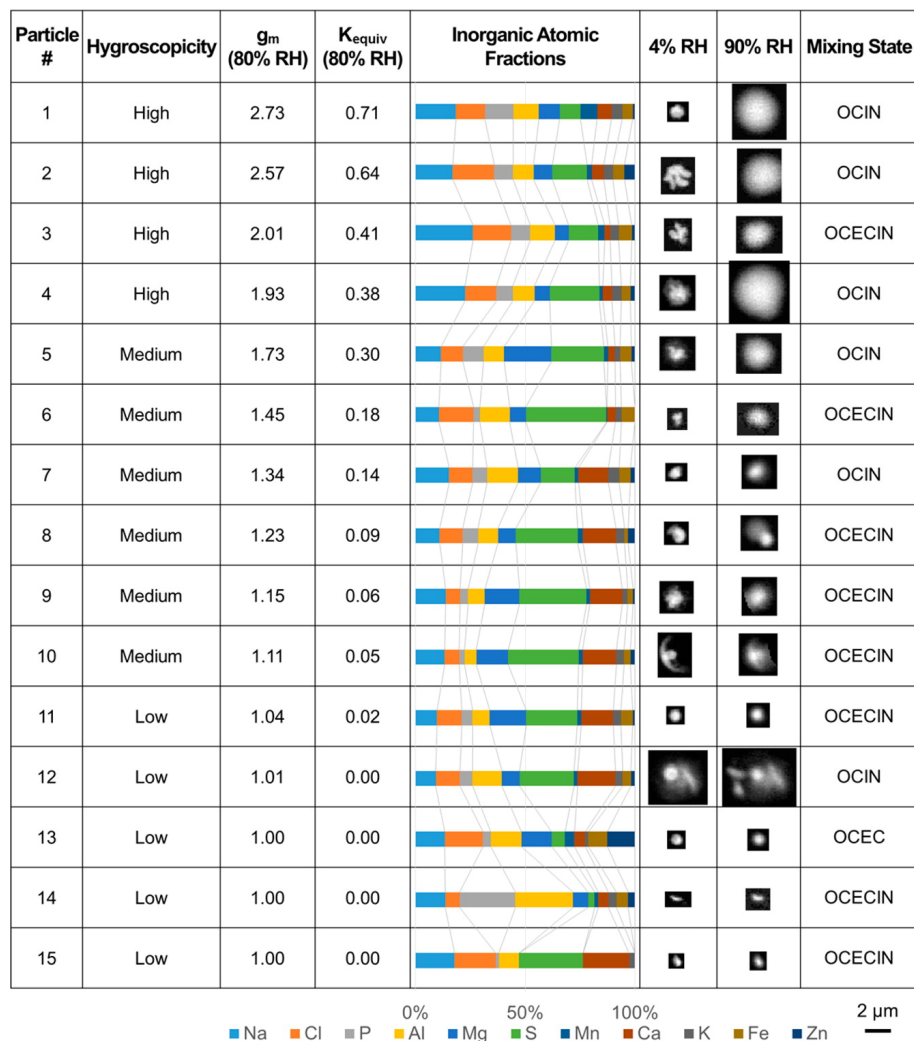 Particle # Hygroscopicity gm (80% RH) Kequiv (80% RH) Inorganic Atomic Fractions 4% RH 90% RH Mixing State
1 High 2.73 0.71 OCIN
2 High 2.57 0.64 OCIN
3 High 2.01 0.41 OCECIN
4 High 1.93 0.38 OCIN
5 Medium 1.73 0.30 OCIN
6 Medium 1.45 0.18 OCECIN
7 Medium 1.34 0.14 OCIN
8 Medium 1.23 0.09 OCECIN
9 Medium 1.15 0.06 OCECIN
10 Medium 1.11 0.05 OCECIN
11 Low 1.04 0.02 OCECIN
12 Low 1.01 0.00 OCIN
13 Low 1.00 0.00 OCEC
14 Low 1.00 0.00 OCECIN
15 Low 1.00 0.00 OCECIN
0% 50% 100% 2 μm
Na Cl P Al Mg S Mn Ca K Fe Zn